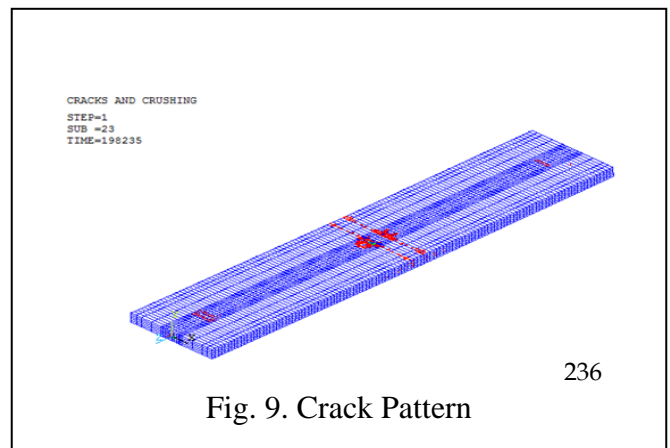 CRACKS AND CRUSHING
STEP=1
SUB =23
TIME=198235
236
Fig. 9. Crack Pattern